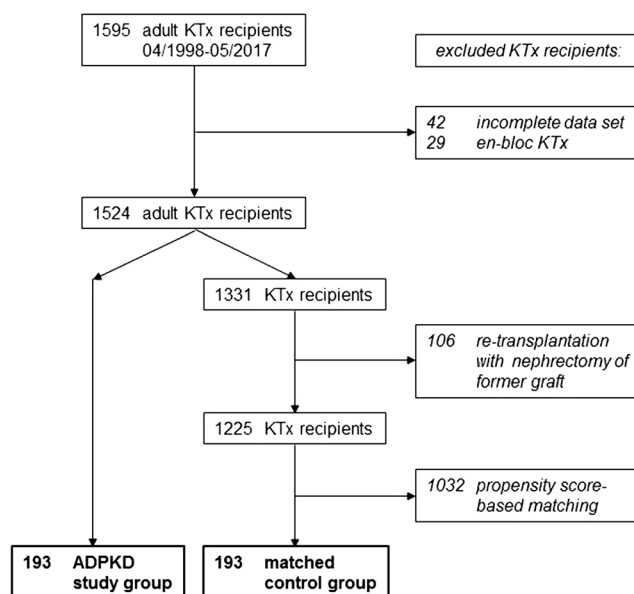 1595 adult KTx recipients
04/1998-05/2017
excluded KTx recipients:
42 incomplete data set
29 en-bloc KTx
1524 adult KTx recipients
1331 KTx recipients
106 re-transplantation
with nephrectomy of
former graft
1225 KTx recipients
1032 propensity score-
based matching
193 ADPKD
study group
193 matched
control group